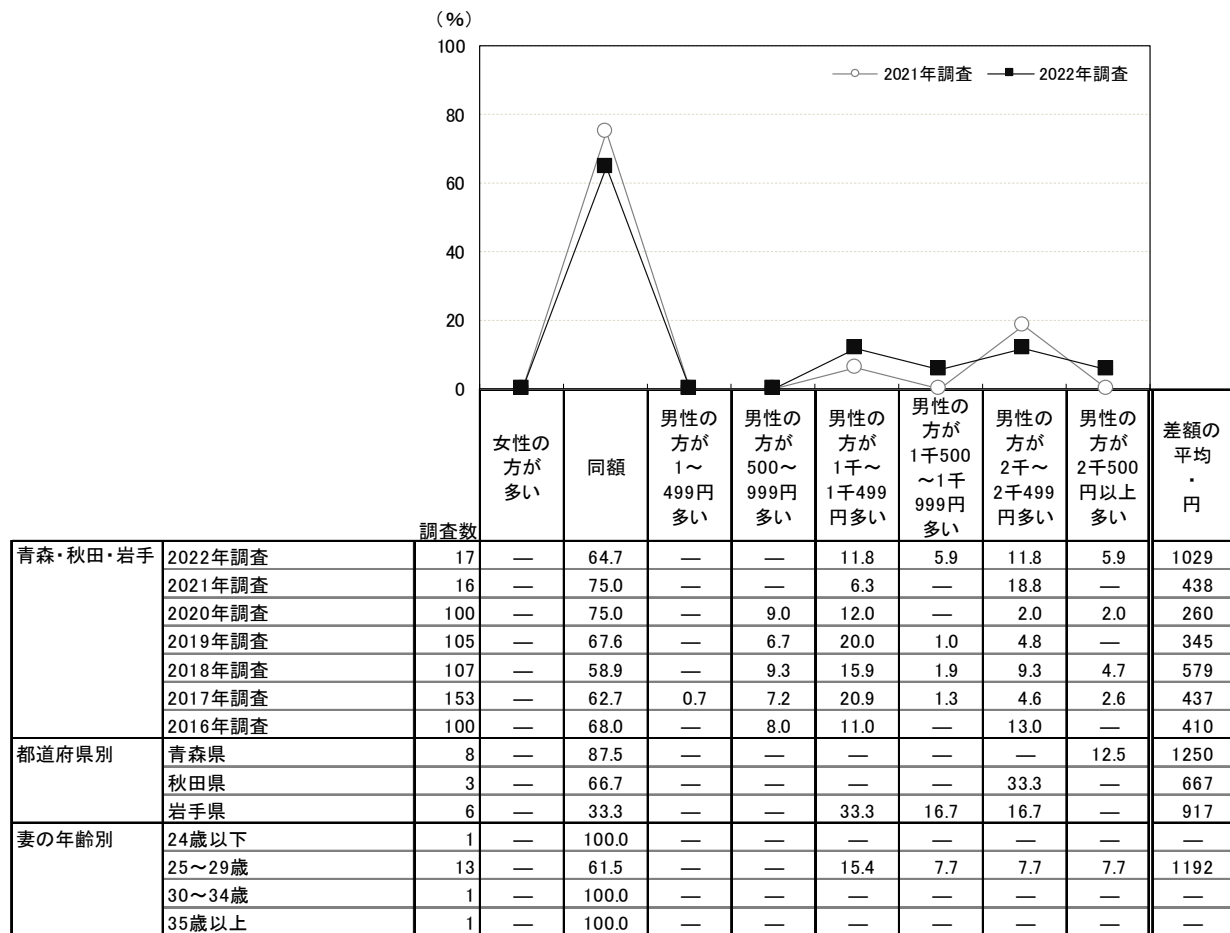 （％）
100
80
60
40
20
0
2021年調査 2022年調査
調査数
女性の
方が
多い
同額
男性の
方が
1～
499円
多い
男性の
方が
500～
999円
多い
男性の
方が
1千～
1千499
円多い
男性の
方が
1千500
～1千
999円
多い
男性の
方が
2千～
2千499
円多い
男性の
方が
2千500
円以上
多い
差額の
平均
・
円
青森・秋田・岩手 2022年調査 17 ― 64.7 ― ― 11.8 5.9 11.8 5.9 1029
2021年調査 16 ― 75.0 ― ― 6.3 ― 18.8 ― 438
2020年調査 100 ― 75.0 ― 9.0 12.0 ― 2.0 2.0 260
2019年調査 105 ― 67.6 ― 6.7 20.0 1.0 4.8 ― 345
2018年調査 107 ― 58.9 ― 9.3 15.9 1.9 9.3 4.7 579
2017年調査 153 ― 62.7 0.7 7.2 20.9 1.3 4.6 2.6 437
2016年調査 100 ― 68.0 ― 8.0 11.0 ― 13.0 ― 410
都道府県別 青森県 8 ― 87.5 ― ― ― ― ― 12.5 1250
秋田県 3 ― 66.7 ― ― ― ― 33.3 ― 667
岩手県 6 ― 33.3 ― ― 33.3 16.7 16.7 ― 917
妻の年齢別 24歳以下 1 ― 100.0 ― ― ― ― ― ― ―
25～29歳 13 ― 61.5 ― ― 15.4 7.7 7.7 7.7 1192
30～34歳 1 ― 100.0 ― ― ― ― ― ― ―
35歳以上 1 ― 100.0 ― ― ― ― ― ― ―